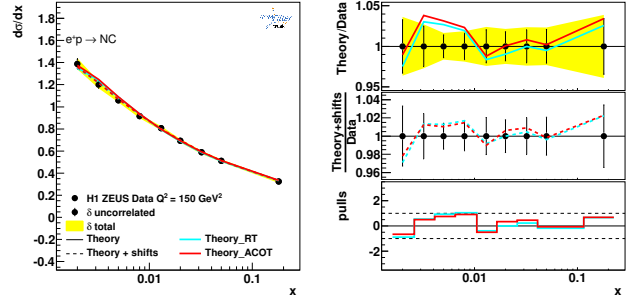 dσ/dx
1.8
1.6
1.4
1.2
1
0.8
0.6
0.4
0.2
0
-0.2
-0.4
e⁺p → NC
H1 ZEUS Data Q² = 150 GeV²
δ uncorrelated
δ total
Theory
Theory_RT
Theory + shifts
Theory_ACOT
0.01
0.1
x
Theory/Data
1.05
1
0.95
Theory+shifts
Data
1.04
1.02
1
0.98
0.96
pulls
2
0
-2
0.01
0.1
x